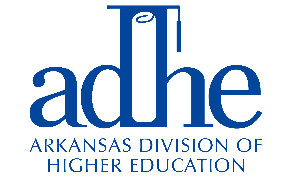 adhe
ARKANSAS DIVISION OF
HIGHER EDUCATION